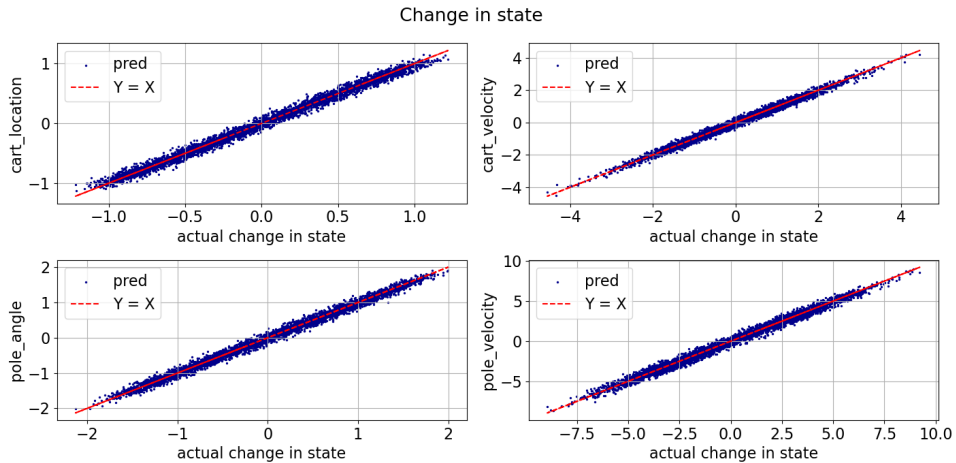 Change in state
cart_location
1
0
−1
pred
Y = X
−1.0
−0.5
0.0
0.5
1.0
actual change in state
cart_velocity
4
2
0
−2
−4
pred
Y = X
−4
−2
0
2
4
actual change in state
pole_angle
2
1
0
−1
−2
pred
Y = X
−2
−1
0
1
2
actual change in state
pole_velocity
10
5
0
−5
pred
Y = X
−7.5
−5.0
−2.5
0.0
2.5
5.0
7.5
10.0
actual change in state